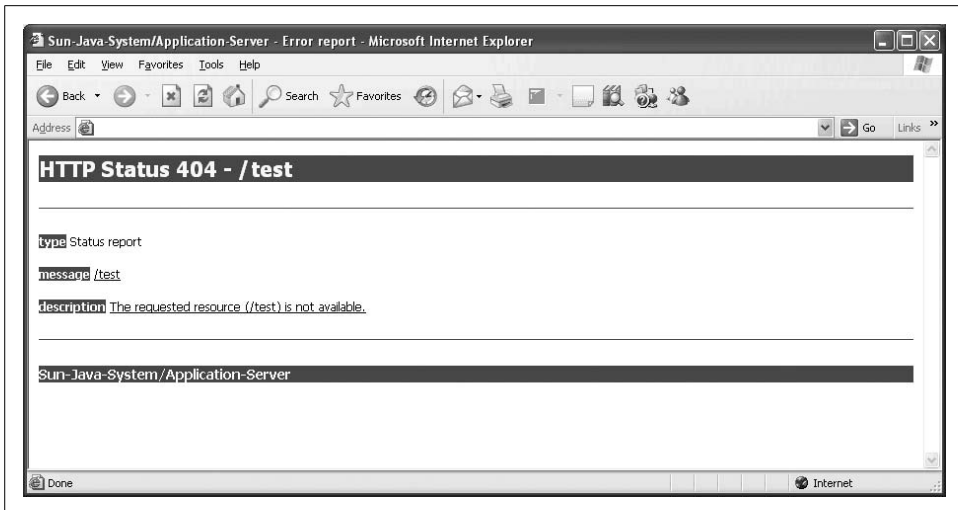 Sun-Java-System/Application-Server - Error report - Microsoft Internet Explorer
File Edit View Favorites Tools Help
Back Search Favorites
Address Go Links »
HTTP Status 404 - /test
type Status report
message /test
description The requested resource (/test) is not available.
Sun-Java-System/Application-Server
Done Internet